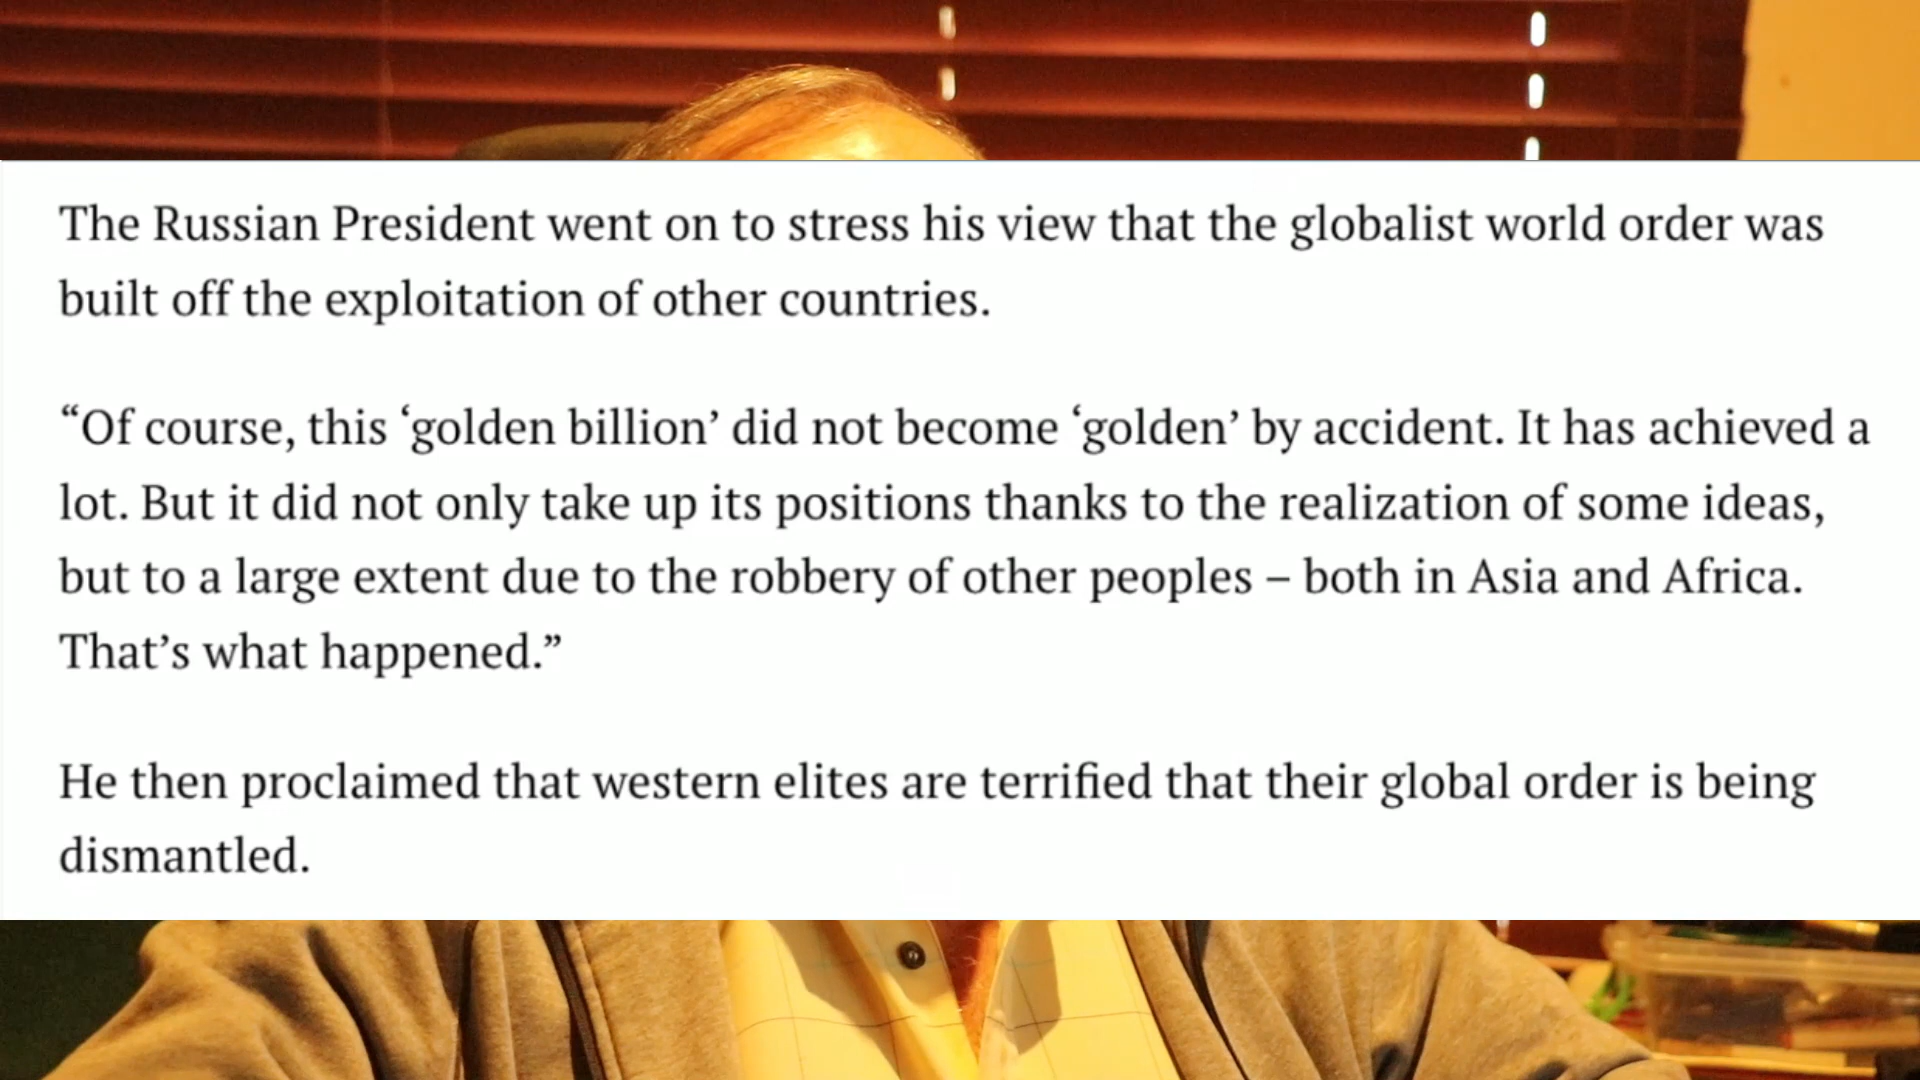 The Russian President went on to stress his view that the globalist world order was
built off the exploitation of other countries.
“Of course, this ‘golden billion’ did not become ‘golden’ by accident. It has achieved a
lot. But it did not only take up its positions thanks to the realization of some ideas,
but to a large extent due to the robbery of other peoples – both in Asia and Africa.
That’s what happened.”
He then proclaimed that western elites are terrified that their global order is being
dismantled.